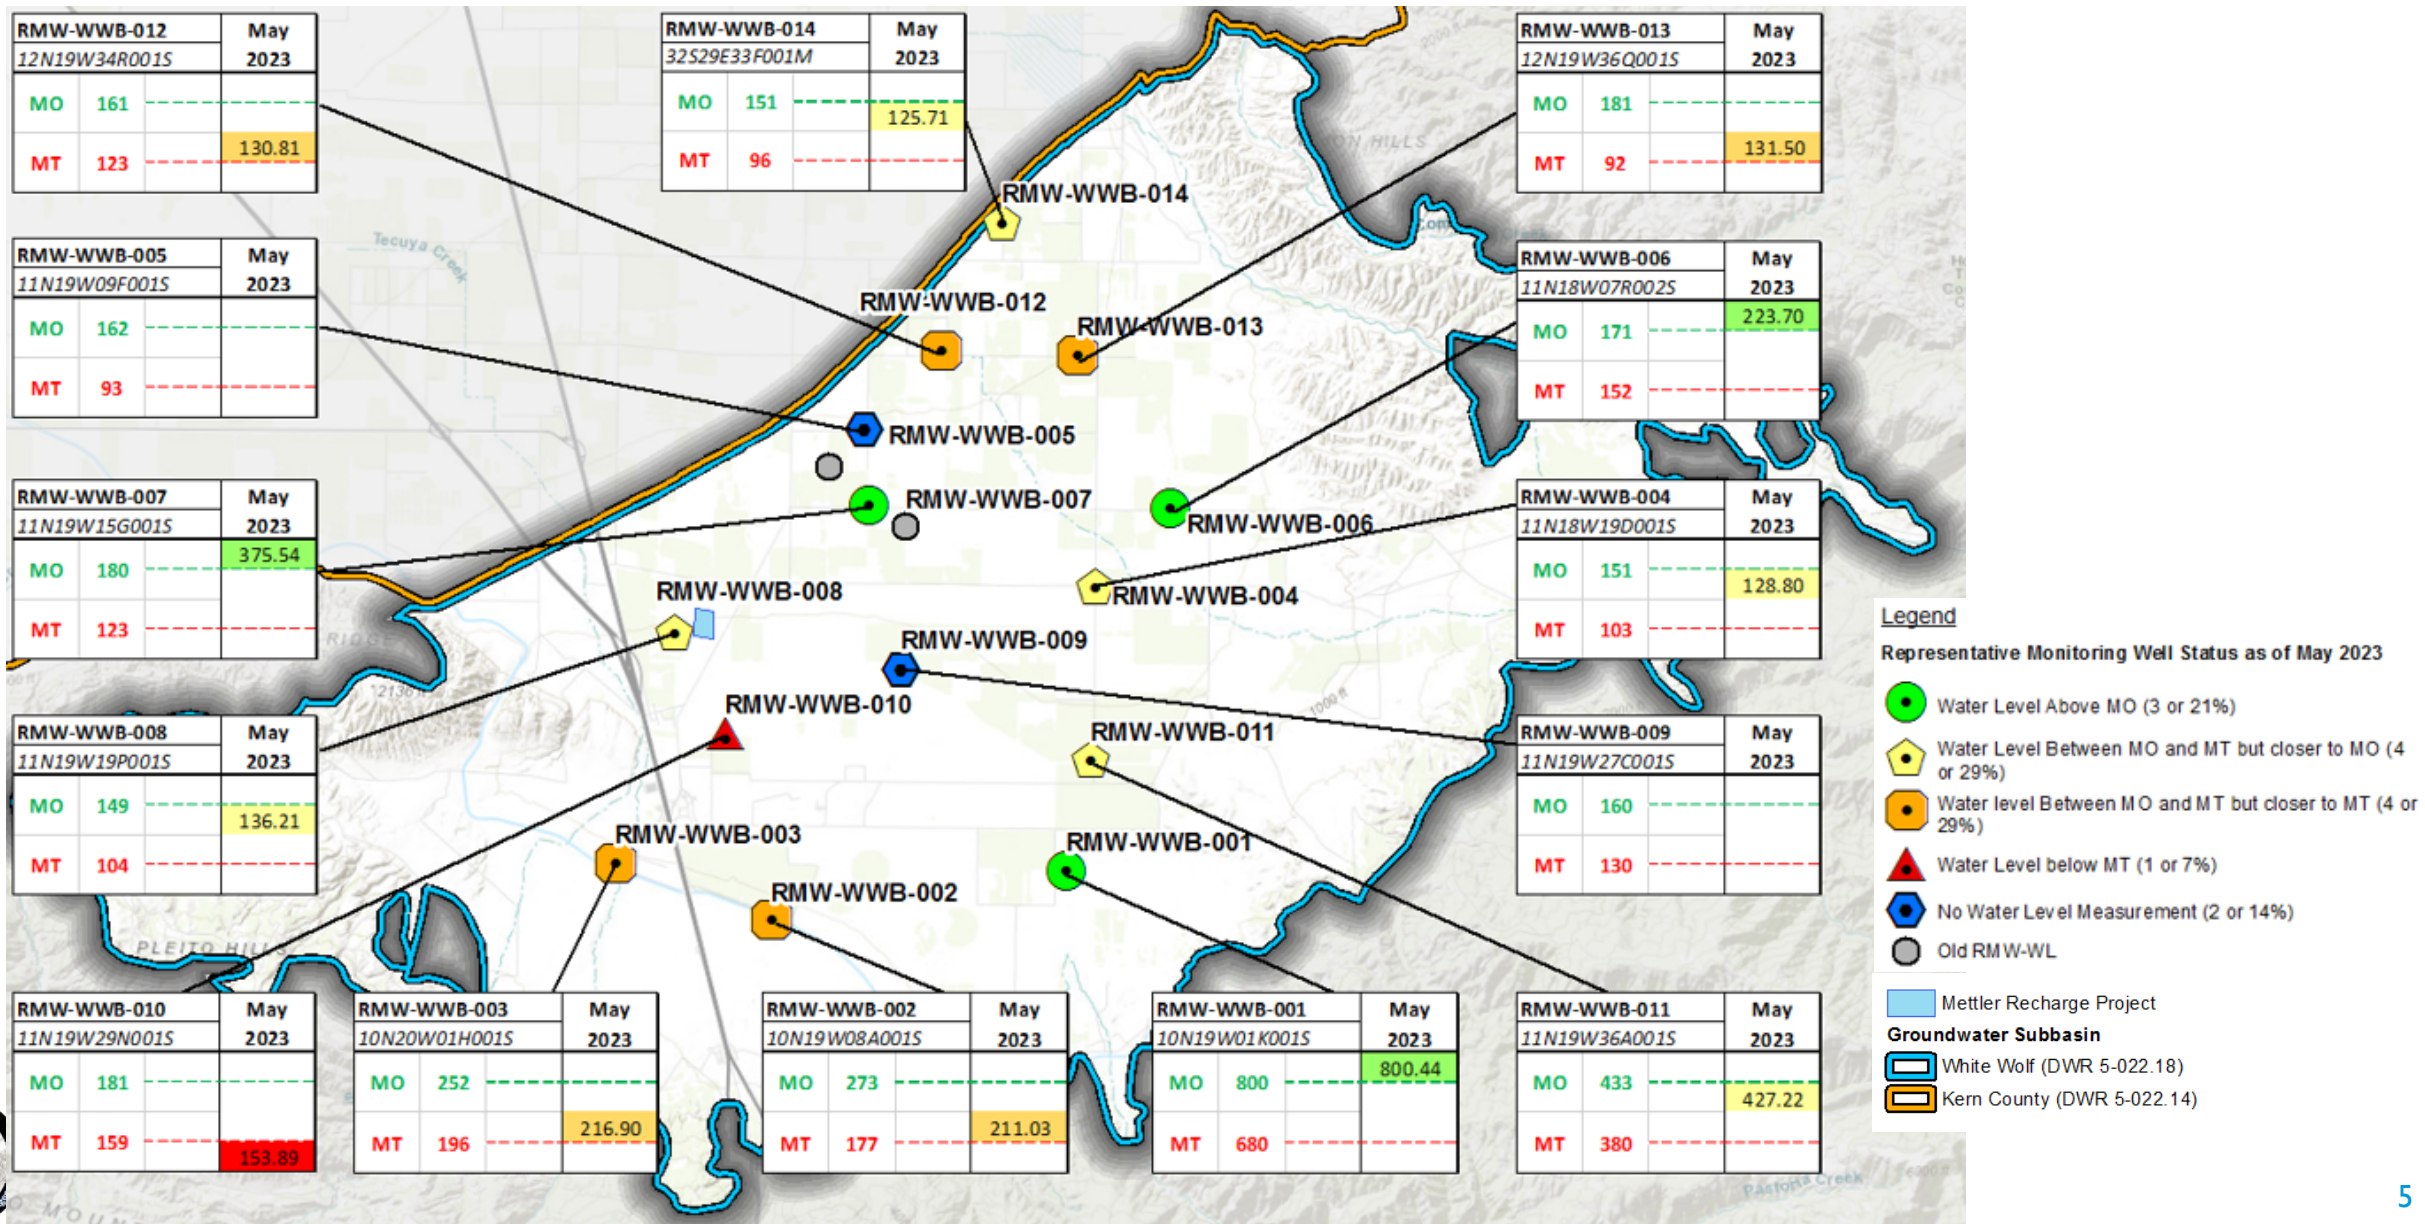 RMW-WWB-012 May
12N19W34R001S 2023
MO 161
130.81
MT 123
RMW-WWB-014 May
32S29E33F001M 2023
MO 151
125.71
MT 96
RMW-WWB-013 May
12N19W36Q001S 2023
MO 181
131.50
MT 92
RMW-WWB-005 May
11N19W09F001S 2023
MO 162
MT 93
RMW-WWB-006 May
11N18W07R002S 2023
223.70
MO 171
MT 152
RMW-WWB-007 May
11N19W15G001S 2023
375.54
MO 180
MT 123
RMW-WWB-004 May
11N18W19D001S 2023
MO 151
128.80
MT 103
RMW-WWB-008 May
11N19W19P001S 2023
MO 149
136.21
MT 104
RMW-WWB-009 May
11N19W27C001S 2023
MO 160
MT 130
RMW-WWB-010 May
11N19W29N001S 2023
MO 181
MT 159
153.89
RMW-WWB-003 May
10N20W01H001S 2023
MO 252
216.90
MT 196
RMW-WWB-002 May
10N19W08A001S 2023
MO 273
211.03
MT 177
RMW-WWB-001 May
10N19W01K001S 2023
800.44
MO 800
MT 680
RMW-WWB-011 May
11N19W36A001S 2023
MO 433
427.22
MT 380
Tecuya Creek
HILLS
RMW-WWB-014
RMW-WWB-012
RMW-WWB-013
RMW-WWB-005
RMW-WWB-007
RMW-WWB-006
RMW-WWB-008
RMW-WWB-004
RIDGE
RMW-WWB-009
2136 ft
1000 ft
RMW-WWB-010
RMW-WWB-011
RMW-WWB-003
RMW-WWB-001
RMW-WWB-002
PLEITO HILLS
Pastoria Creek
Legend
Representative Monitoring Well Status as of May 2023
Water Level Above MO (3 or 21%)
Water Level Between MO and MT but closer to MO (4
or 29%)
Water level Between MO and MT but closer to MT (4 or
29%)
Water Level below MT (1 or 7%)
No Water Level Measurement (2 or 14%)
Old RMW-WL
Mettler Recharge Project
Groundwater Subbasin
White Wolf (DWR 5-022.18)
Kern County (DWR 5-022.14)
5